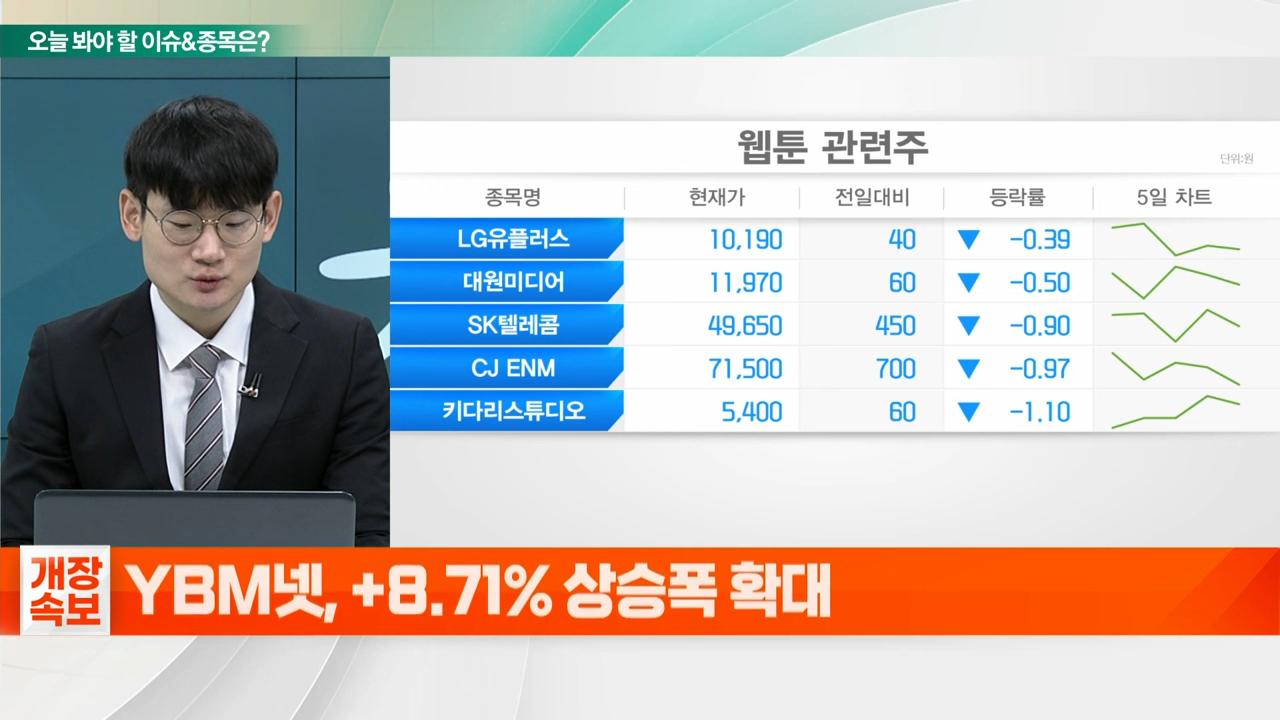 오늘 봐야 할 이슈&종목은?
웹툰 관련주
단위:원
종목명 현재가 전일대비 등락률 5일 차트
LG유플러스 10,190 40 ▼ -0.39
대원미디어 11,970 60 ▼ -0.50
SK텔레콤 49,650 450 ▼ -0.90
CJ ENM 71,500 700 ▼ -0.97
키다리스튜디오 5,400 60 ▼ -1.10
개장
속보
YBM넷, +8.71% 상승폭 확대